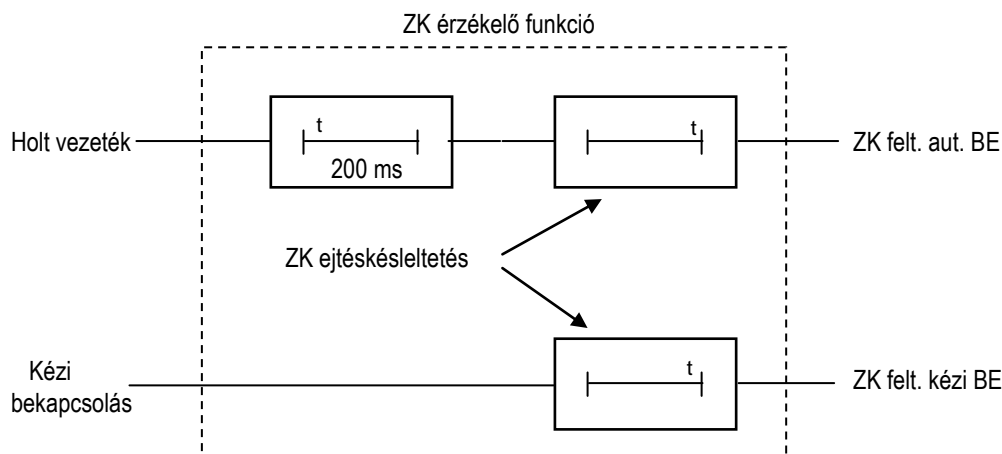 ZK érzékelő funkció
Holt vezeték
t
200 ms
t
ZK felt. aut. BE
ZK ejtéskésleltetés
Kézi
bekapcsolás
t
ZK felt. kézi BE